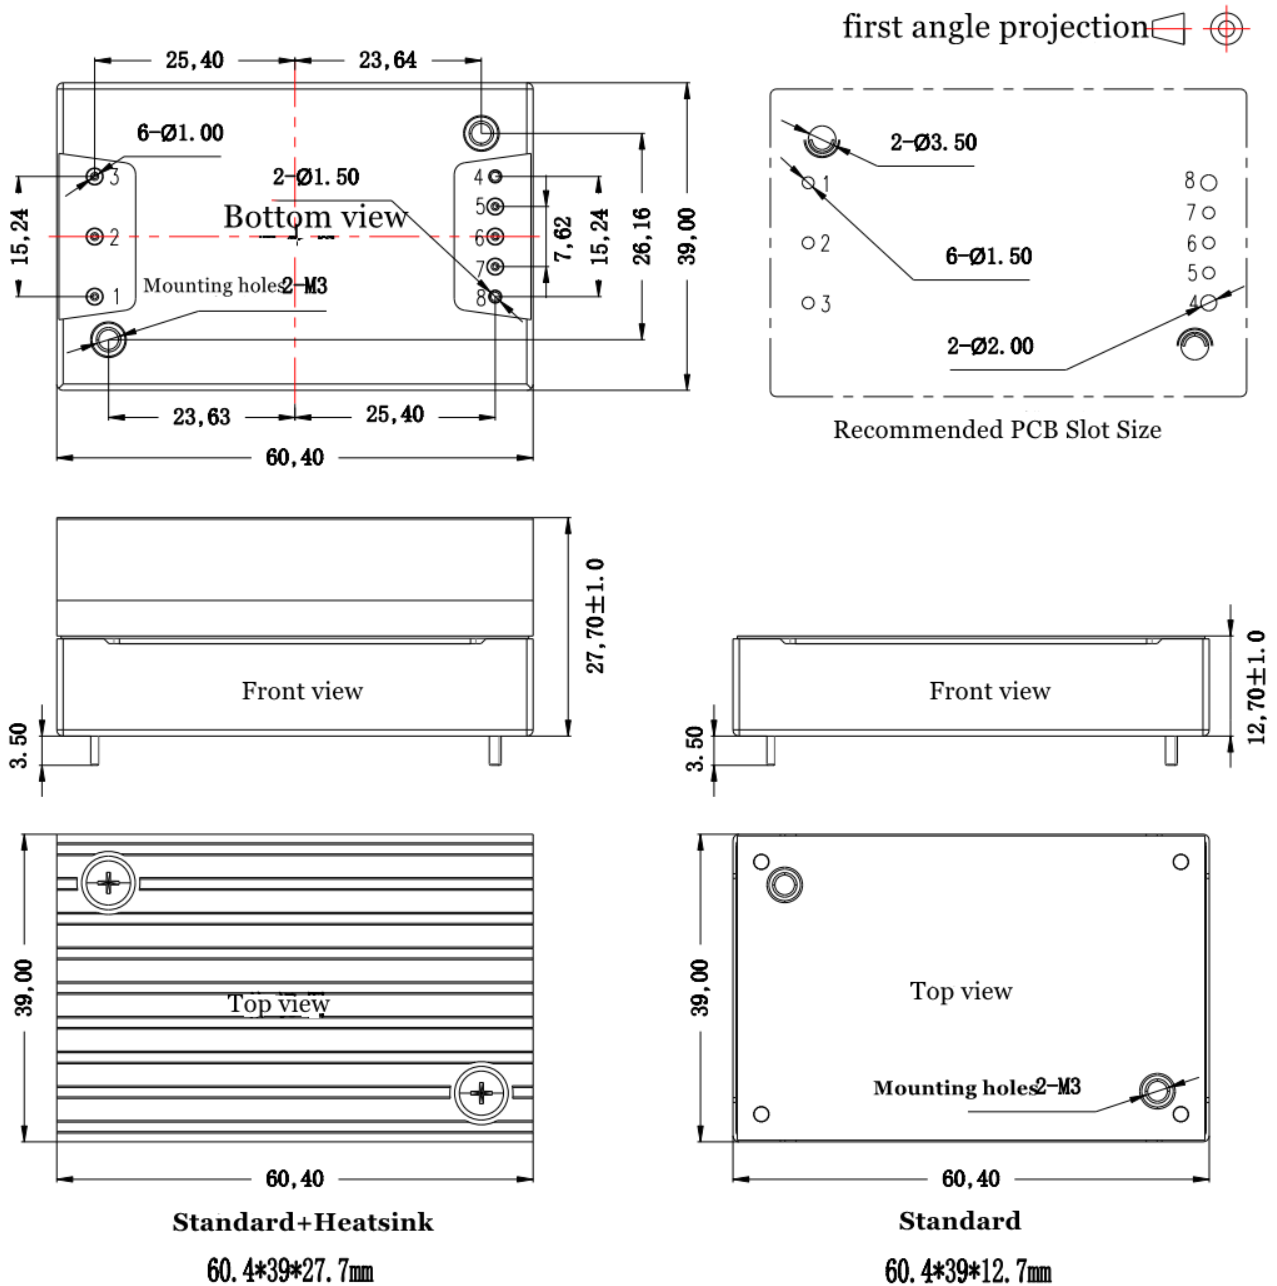 first angle projection
25,40
23,64
6-Ø1.00
2-Ø3.50
3
4
2-Ø1.50
1
8
5
7
Bottom view
15,24
2
6
7,62
15,24
26,16
39,00
2
6
7
6-Ø1.50
5
1
Mounting holes 2-M3
8
3
4
2-Ø2.00
23,63
25,40
Recommended PCB Slot Size
60,40
27,70±1.0
Front view
3.50
Front view
3.50
12,70±1.0
39,00
Top view
39,00
Top view
Mounting holes 2-M3
60,40
60,40
Standard+Heatsink
Standard
60.4*39*27.7mm
60.4*39*12.7mm